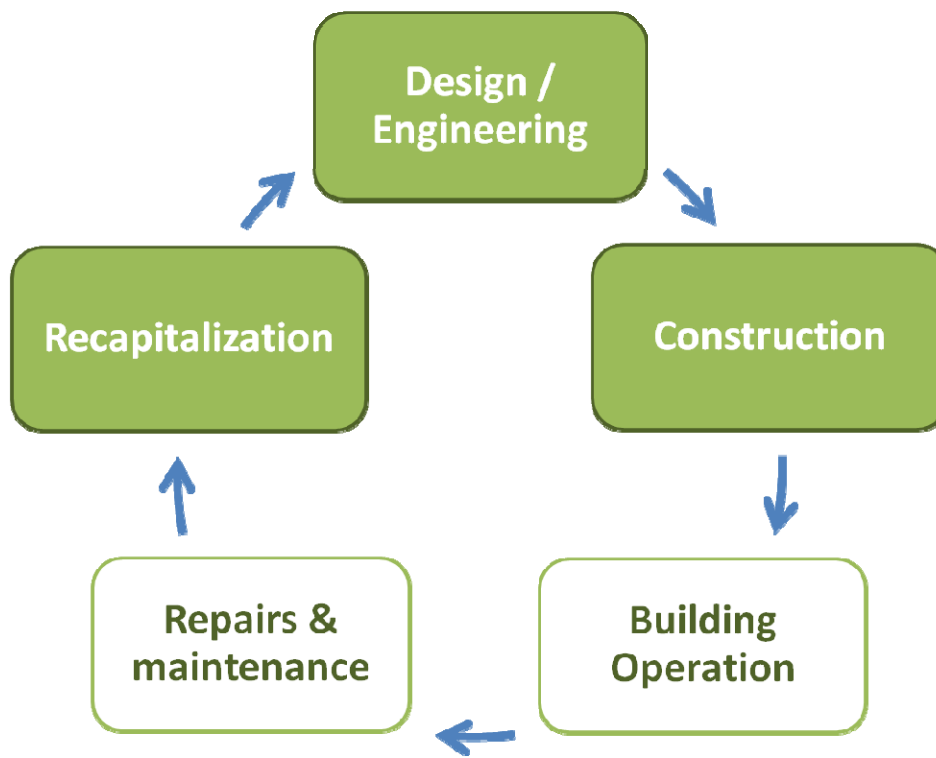 Design /
Engineering
Construction
Building
Operation
Repairs &
maintenance
Recapitalization